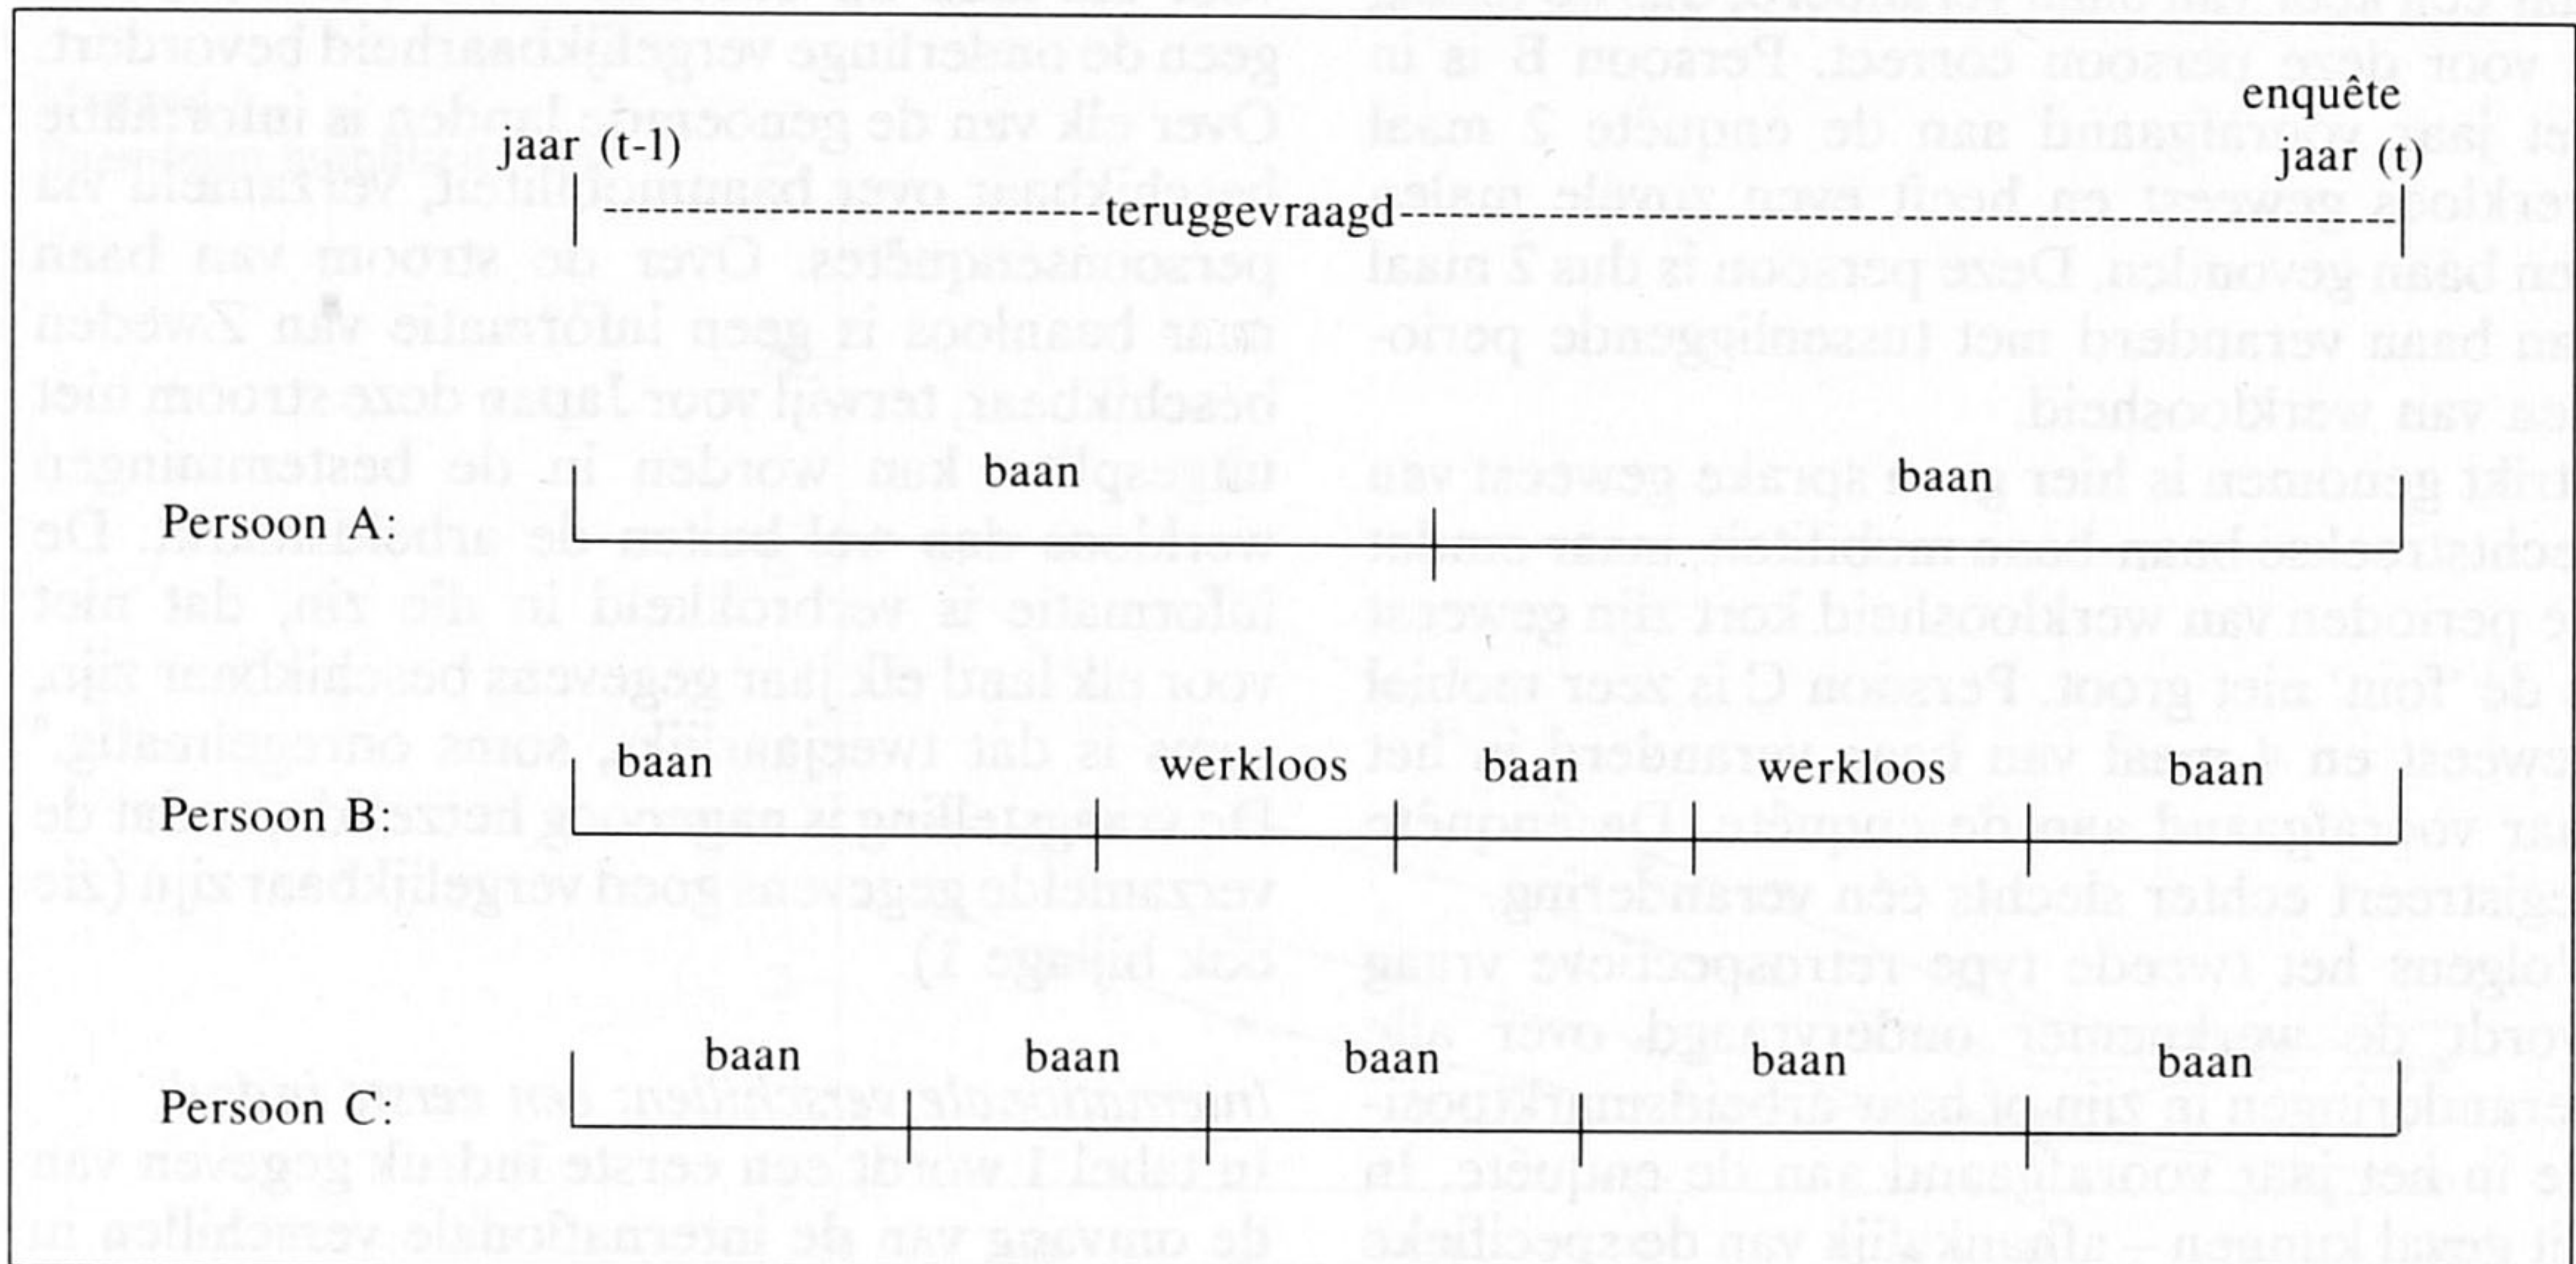 enquête
jaar (t-1) jaar (t)
teruggevraagd
baan baan
Persoon A:
baan werkloos baan werkloos baan
Persoon B:
baan baan baan baan baan
Persoon C: